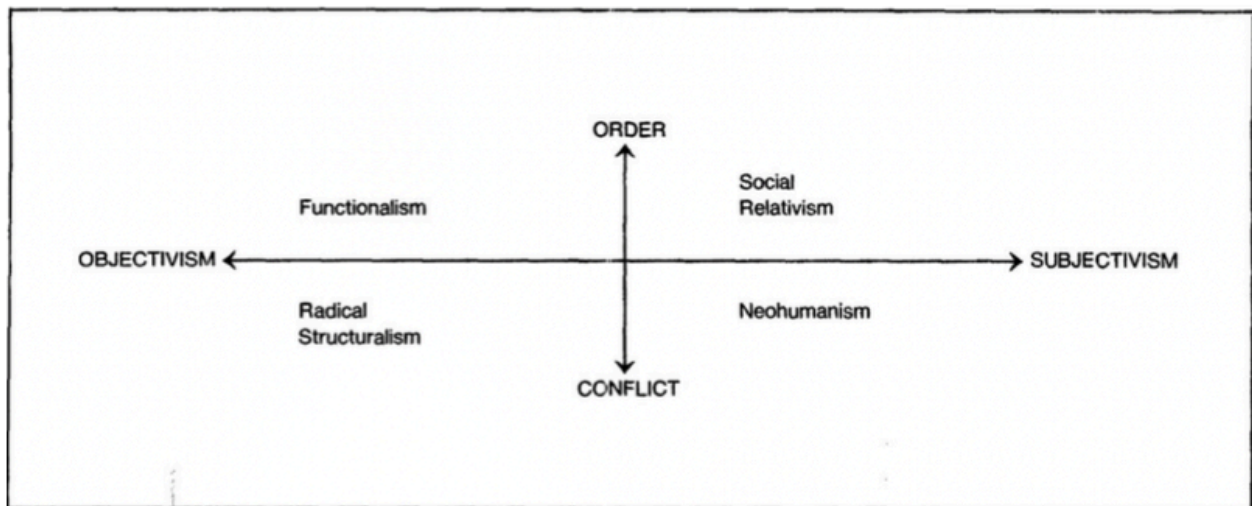 ORDER
Social
Relativism
Functionalism
OBJECTIVISM
SUBJECTIVISM
Radical
Structuralism
Neohumanism
CONFLICT